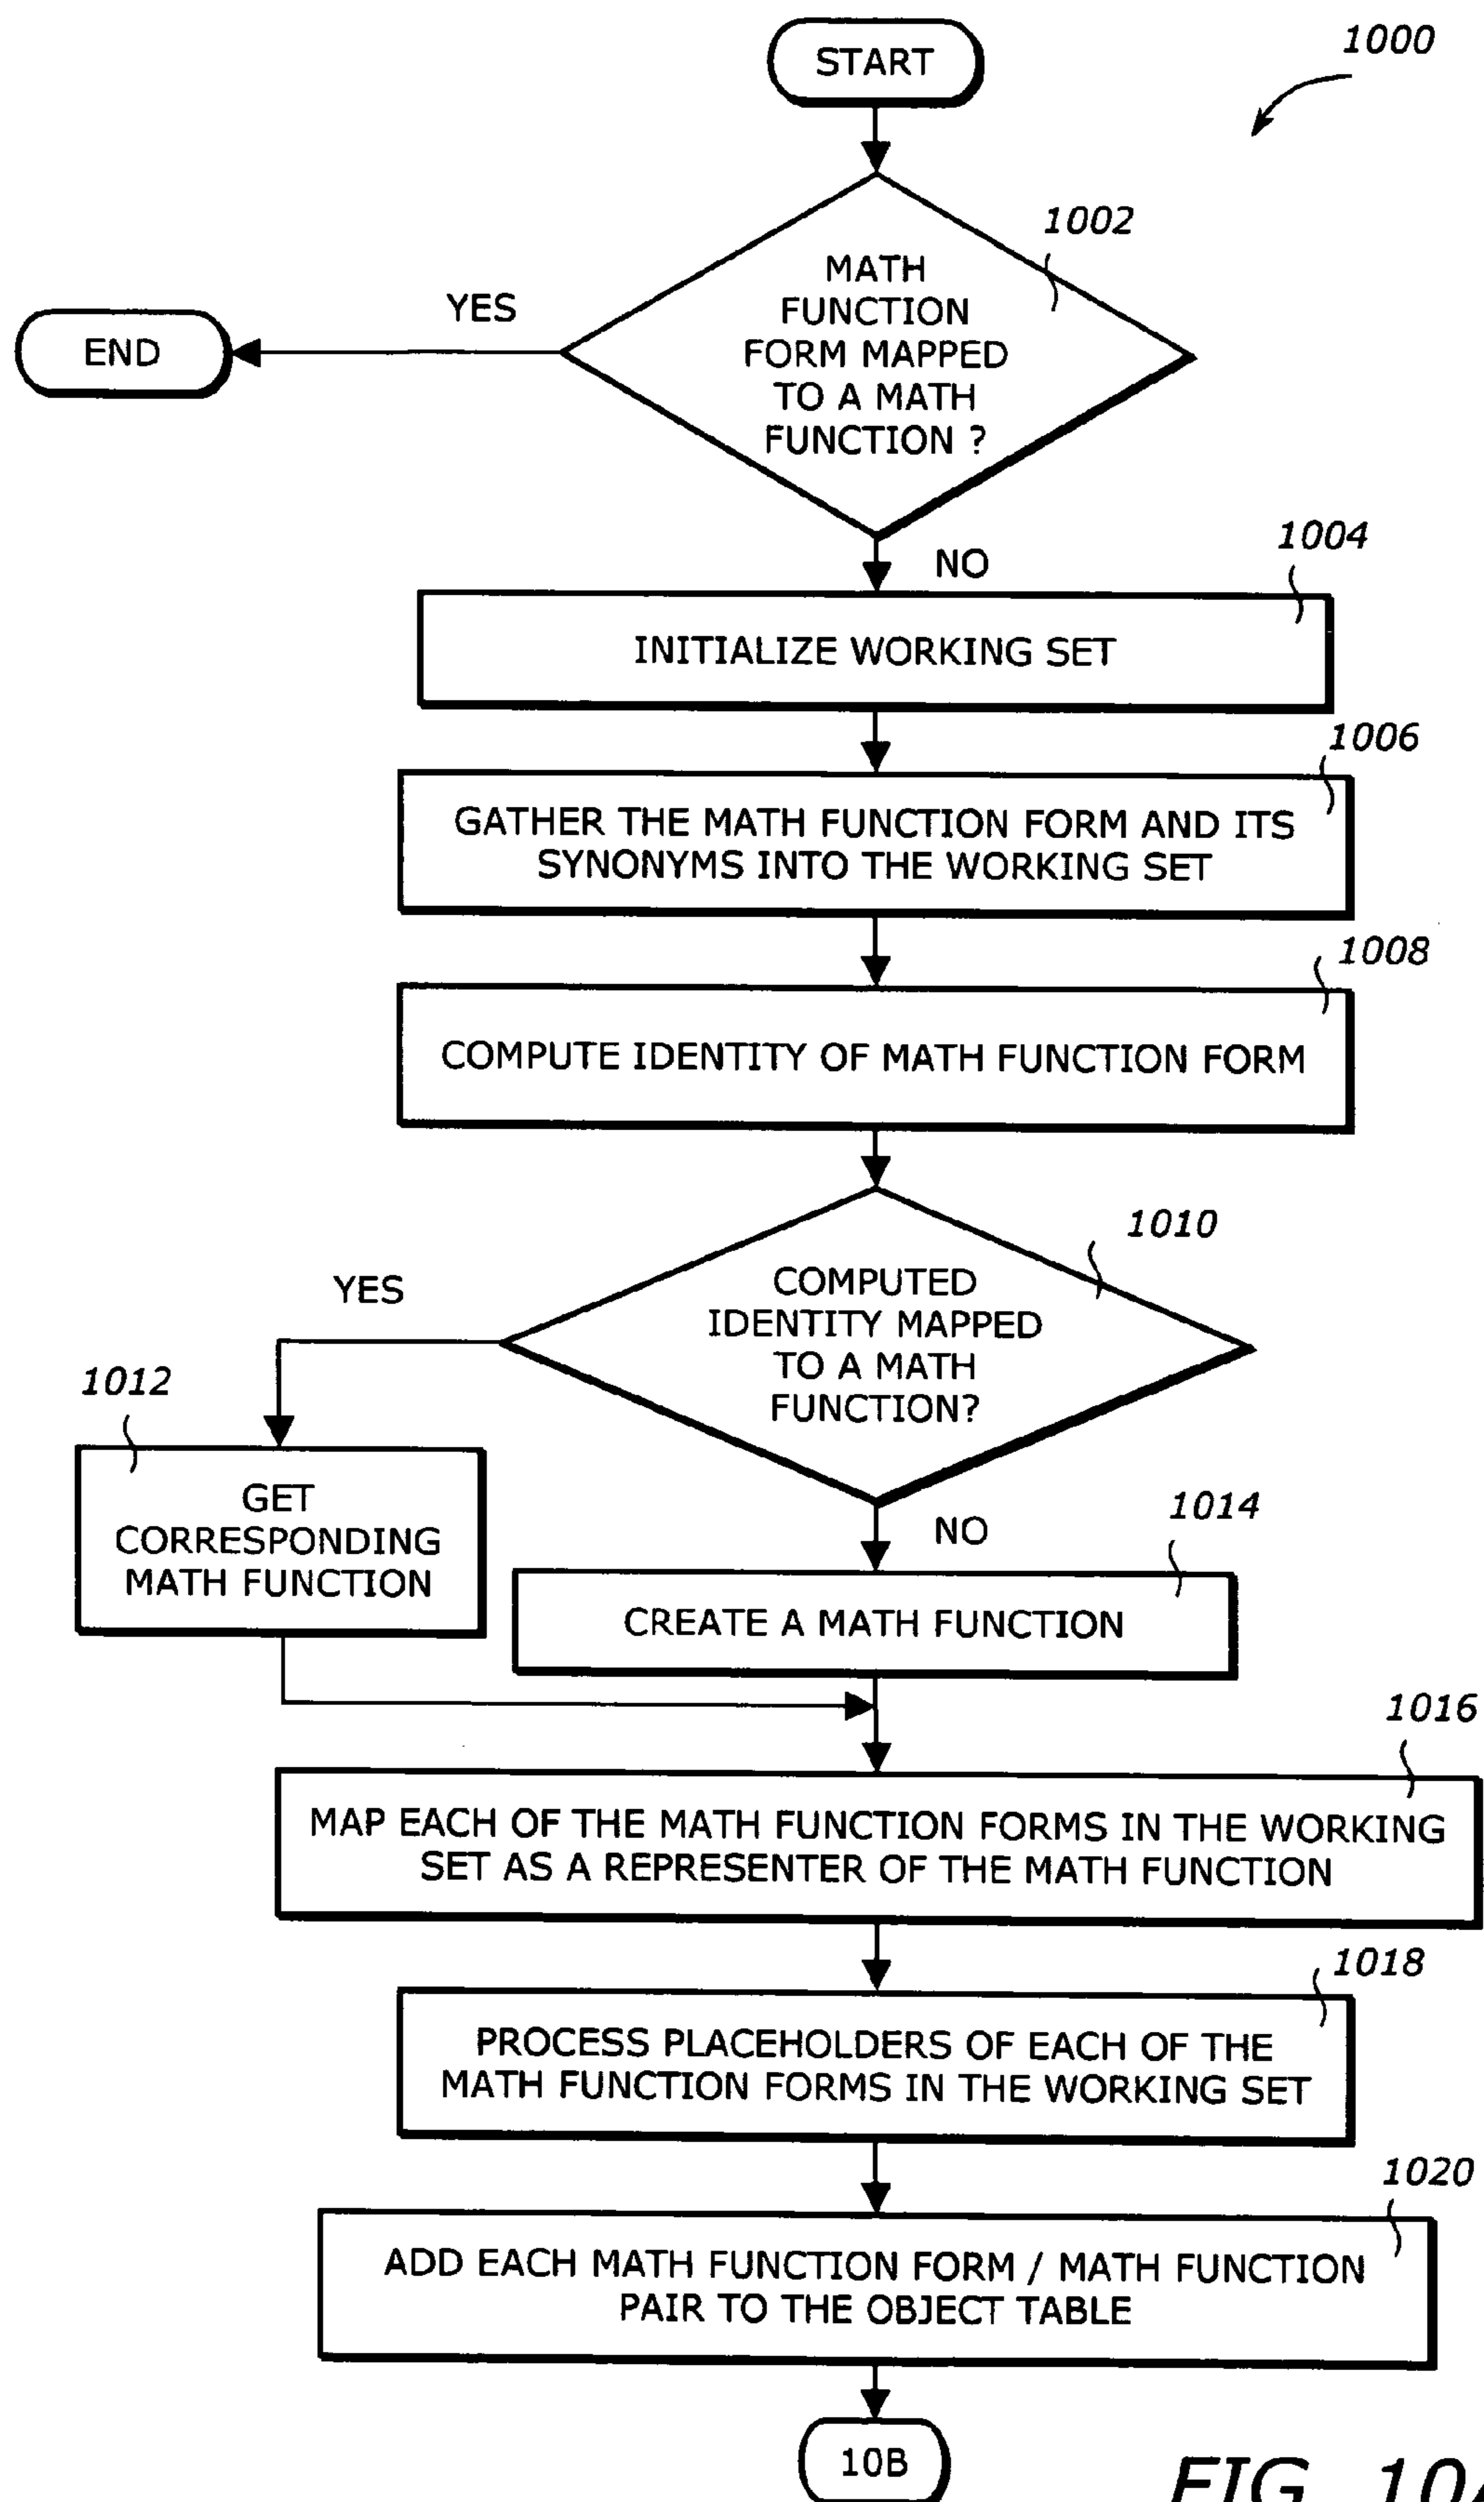 START
1000
1002
MATH
FUNCTION
FORM MAPPED
TO A MATH
FUNCTION ?
YES
END
NO
1004
INITIALIZE WORKING SET
1006
GATHER THE MATH FUNCTION FORM AND ITS
SYNONYMS INTO THE WORKING SET
1008
COMPUTE IDENTITY OF MATH FUNCTION FORM
1010
COMPUTED
IDENTITY MAPPED
TO A MATH
FUNCTION?
YES
1012
GET
CORRESPONDING
MATH FUNCTION
NO
1014
CREATE A MATH FUNCTION
1016
MAP EACH OF THE MATH FUNCTION FORMS IN THE WORKING
SET AS A REPRESENTER OF THE MATH FUNCTION
1018
PROCESS PLACEHOLDERS OF EACH OF THE
MATH FUNCTION FORMS IN THE WORKING SET
1020
ADD EACH MATH FUNCTION FORM / MATH FUNCTION
PAIR TO THE OBJECT TABLE
10B
FIG